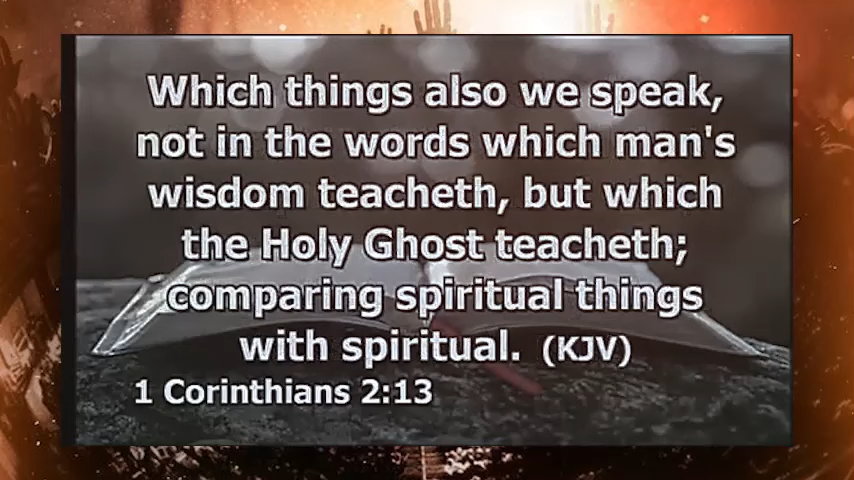 Which things also we speak,
not in the words which man's
wisdom teacheth, but which
the Holy Ghost teacheth;
comparing spiritual things
with spiritual. (KJV)
1 Corinthians 2:13